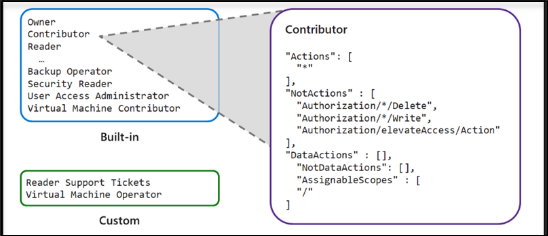 Owner
Contributor
Reader
…
Backup Operator
Security Reader
User Access Administrator
Virtual Machine Contributor
Built-in
Reader Support Tickets
Virtual Machine Operator
Custom
Contributor
"Actions": [
"*"
],
"NotActions" : [
"Authorization/*/Delete",
"Authorization/*/Write",
"Authorization/elevateAccess/Action"
],
"DataActions" : [],
"NotDataActions": [],
"AssignableScopes" : [
"/"
]